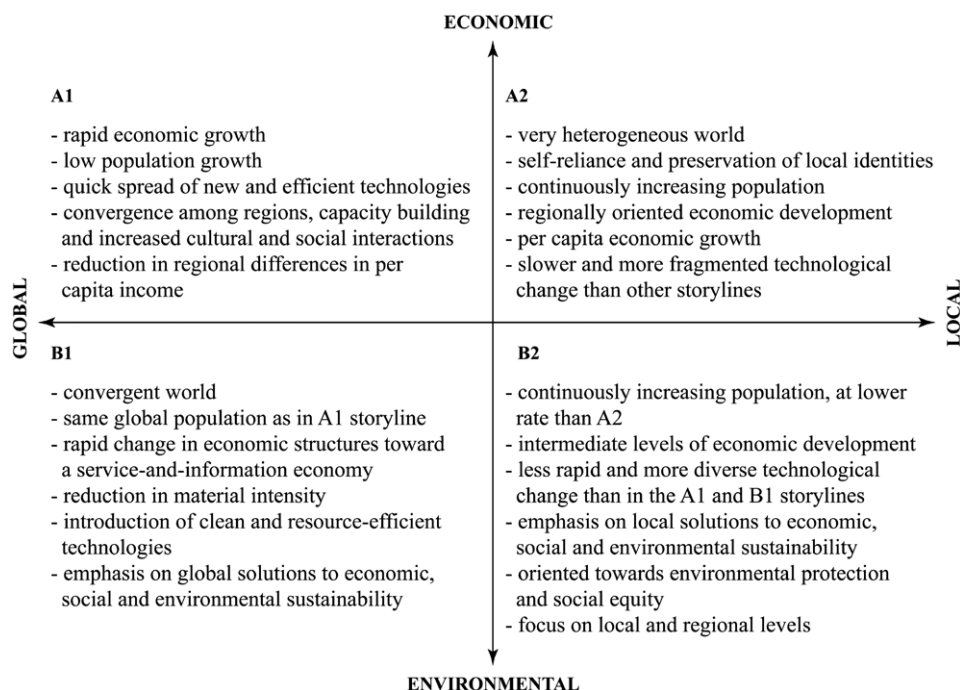 ECONOMIC
A1
- rapid economic growth
- low population growth
- quick spread of new and efficient technologies
- convergence among regions, capacity building
and increased cultural and social interactions
- reduction in regional differences in per
capita income
A2
- very heterogeneous world
- self-reliance and preservation of local identities
- continuously increasing population
- regionally oriented economic development
- per capita economic growth
- slower and more fragmented technological
change than other storylines
GLOBAL
LOCAL
B1
- convergent world
- same global population as in A1 storyline
- rapid change in economic structures toward
a service-and-information economy
- reduction in material intensity
- introduction of clean and resource-efficient
technologies
- emphasis on global solutions to economic,
social and environmental sustainability
B2
- continuously increasing population, at lower
rate than A2
- intermediate levels of economic development
- less rapid and more diverse technological
change than in the A1 and B1 storylines
- emphasis on local solutions to economic,
social and environmental sustainability
- oriented towards environmental protection
and social equity
- focus on local and regional levels
ENVIRONMENTAL